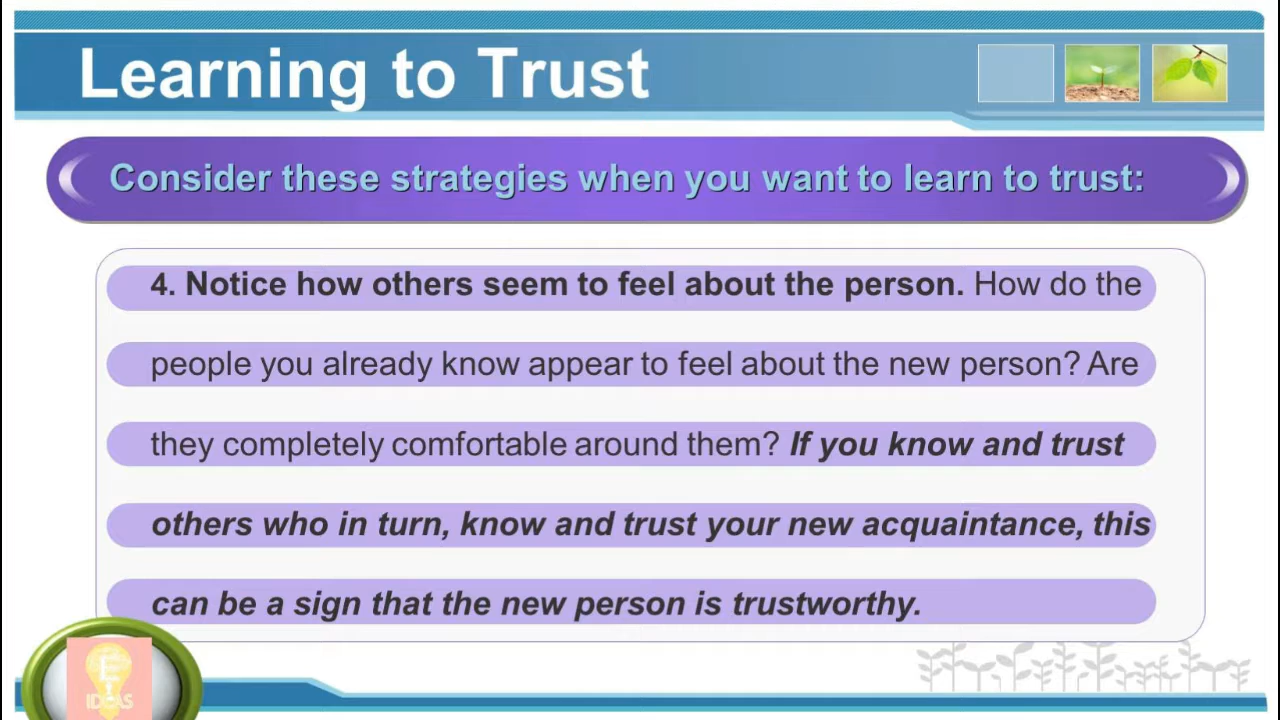 Learning to Trust
Consider these strategies when you want to learn to trust:
4. Notice how others seem to feel about the person. How do the
people you already know appear to feel about the new person? Are
they completely comfortable around them? If you know and trust
others who in turn, know and trust your new acquaintance, this
can be a sign that the new person is trustworthy.
IDEAS